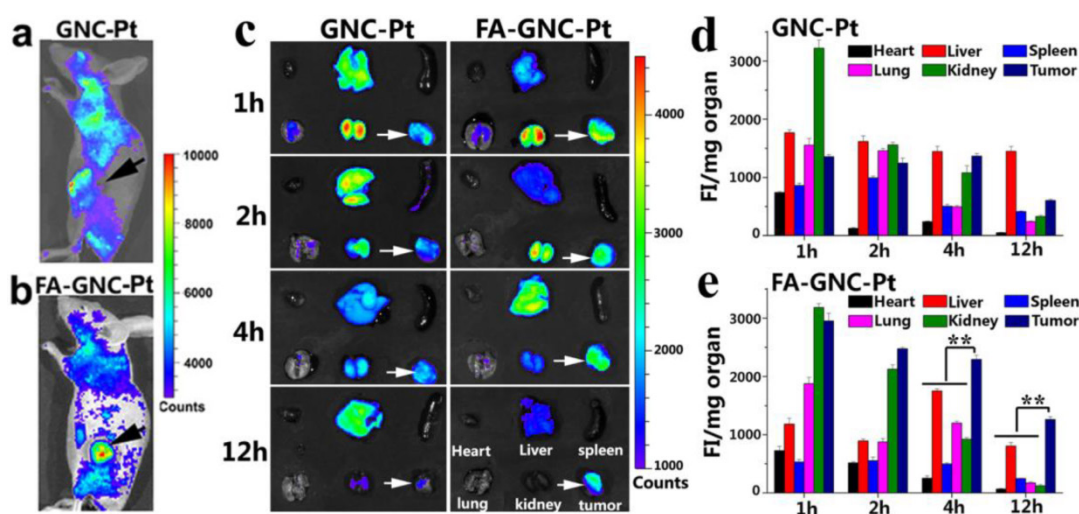 a
GNC-Pt
b
FA-GNC-Pt
10000
8000
6000
4000
Counts
c
GNC-Pt FA-GNC-Pt
1h
2h
4h
12h
Heart Liver spleen
lung kidney tumor
4000
3000
2000
1000
Counts
d
GNC-Pt
Heart Liver Spleen
Lung Kidney Tumor
FI/mg organ
3000
2000
1500
1000
0
1h 2h 4h 12h
e
FA-GNC-Pt
Heart Liver Spleen
Lung Kidney Tumor
FI/mg organ
3000
2000
1000
0
** **
1h 2h 4h 12h